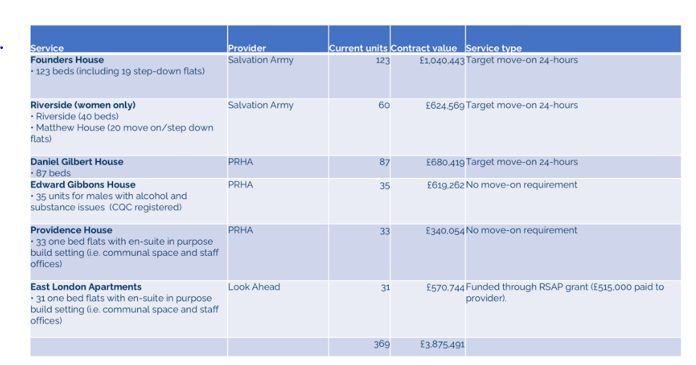 Service Provider Current units Contract value Service type
Founders House Salvation Army 123 £1,040,443 Target move-on 24-hours
• 123 beds (including 19 step-down flats)
Riverside (women only) Salvation Army 60 £624,569 Target move-on 24-hours
• Riverside (40 beds)
• Matthew House (20 move on/step down
flats)
Daniel Gilbert House PRHA 87 £680,419 Target move-on 24-hours
• 87 beds
Edward Gibbons House PRHA 35 £619,262 No move-on requirement
• 35 units for males with alcohol and
substance issues (CQC registered)
Providence House PRHA 33 £340,054 No move-on requirement
• 33 one bed flats with en-suite in purpose
build setting (i.e. communal space and staff
offices)
East London Apartments Look Ahead 31 £570,744 Funded through RSAP grant (£515,000 paid to
• 31 one bed flats with en-suite in purpose provider).
build setting (i.e. communal space and staff
offices)
369 £3,875,491